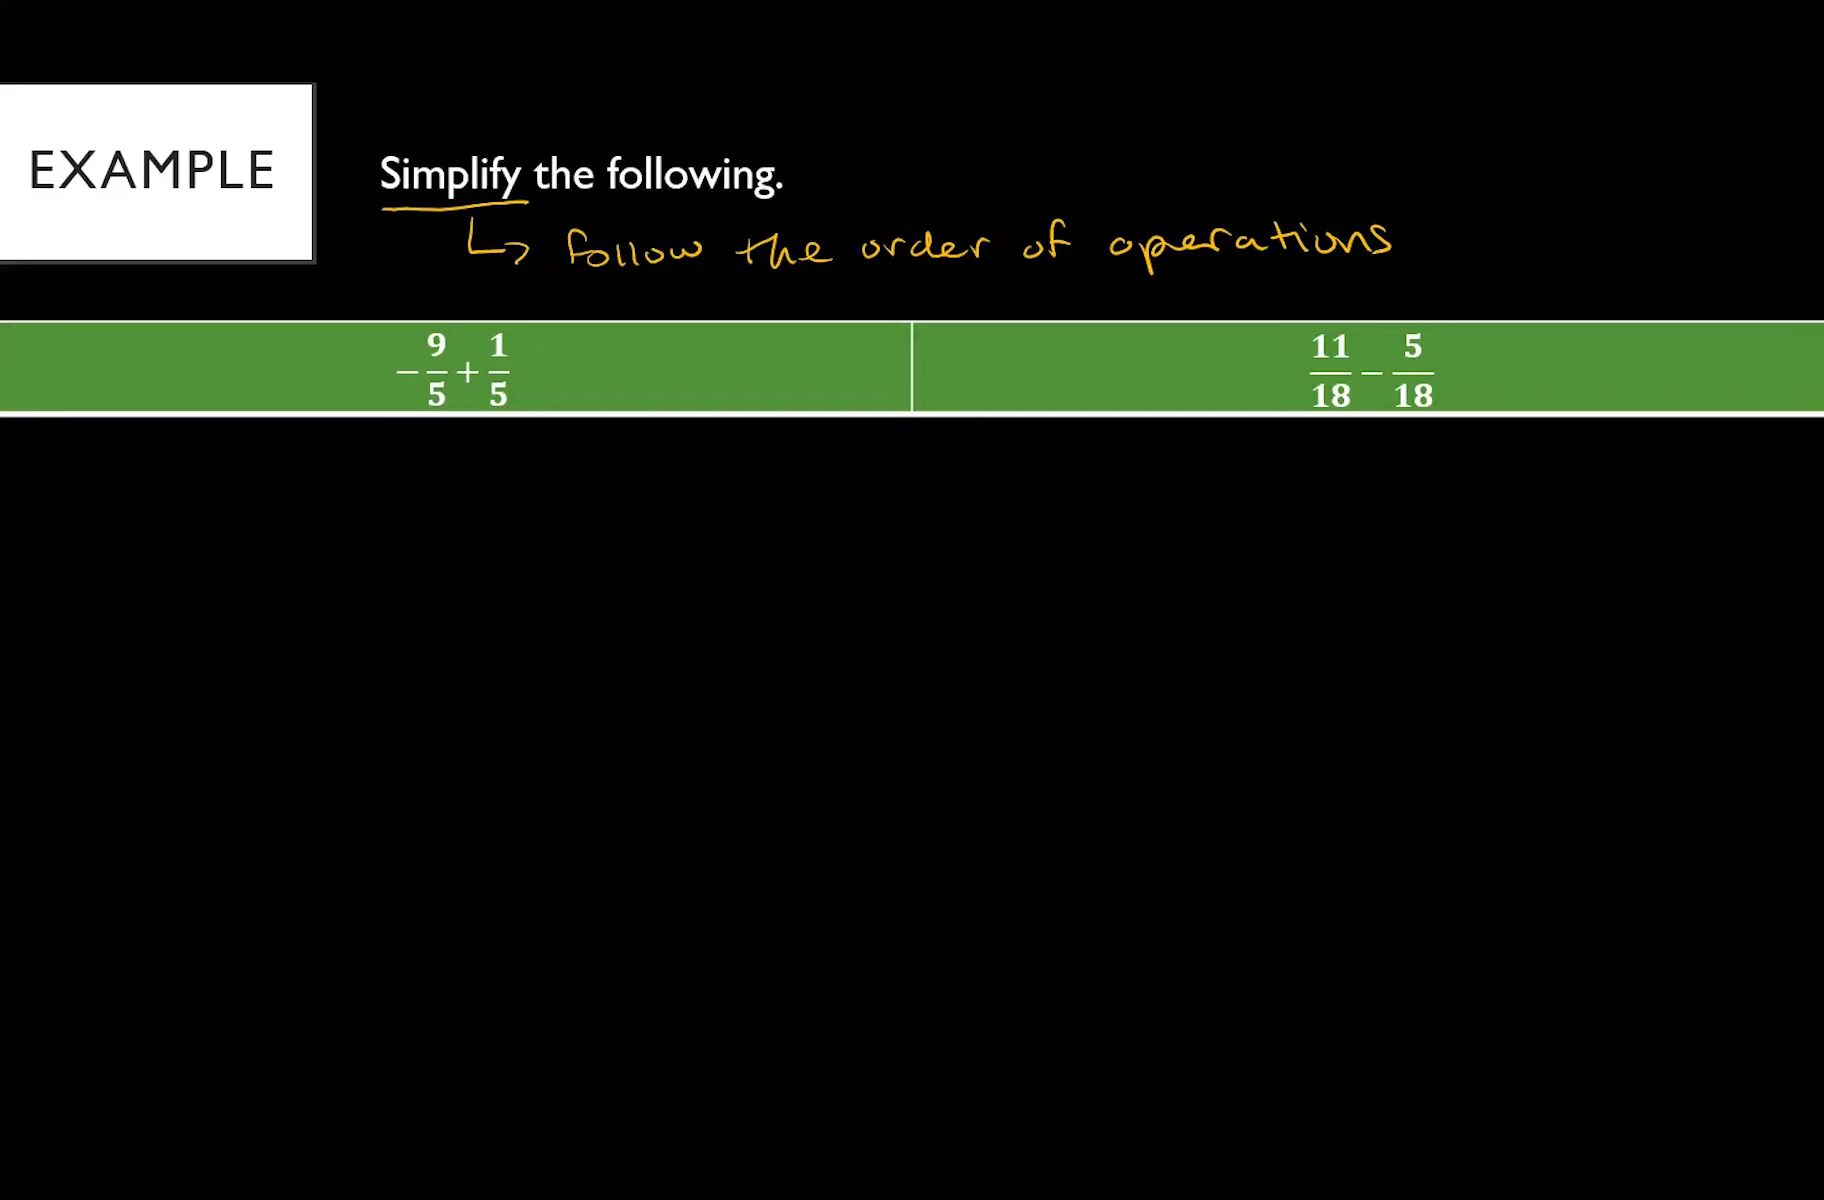 EXAMPLE
Simplify the following.
↳ follow the order of operations
−9/5 + 1/5
11/18 − 5/18